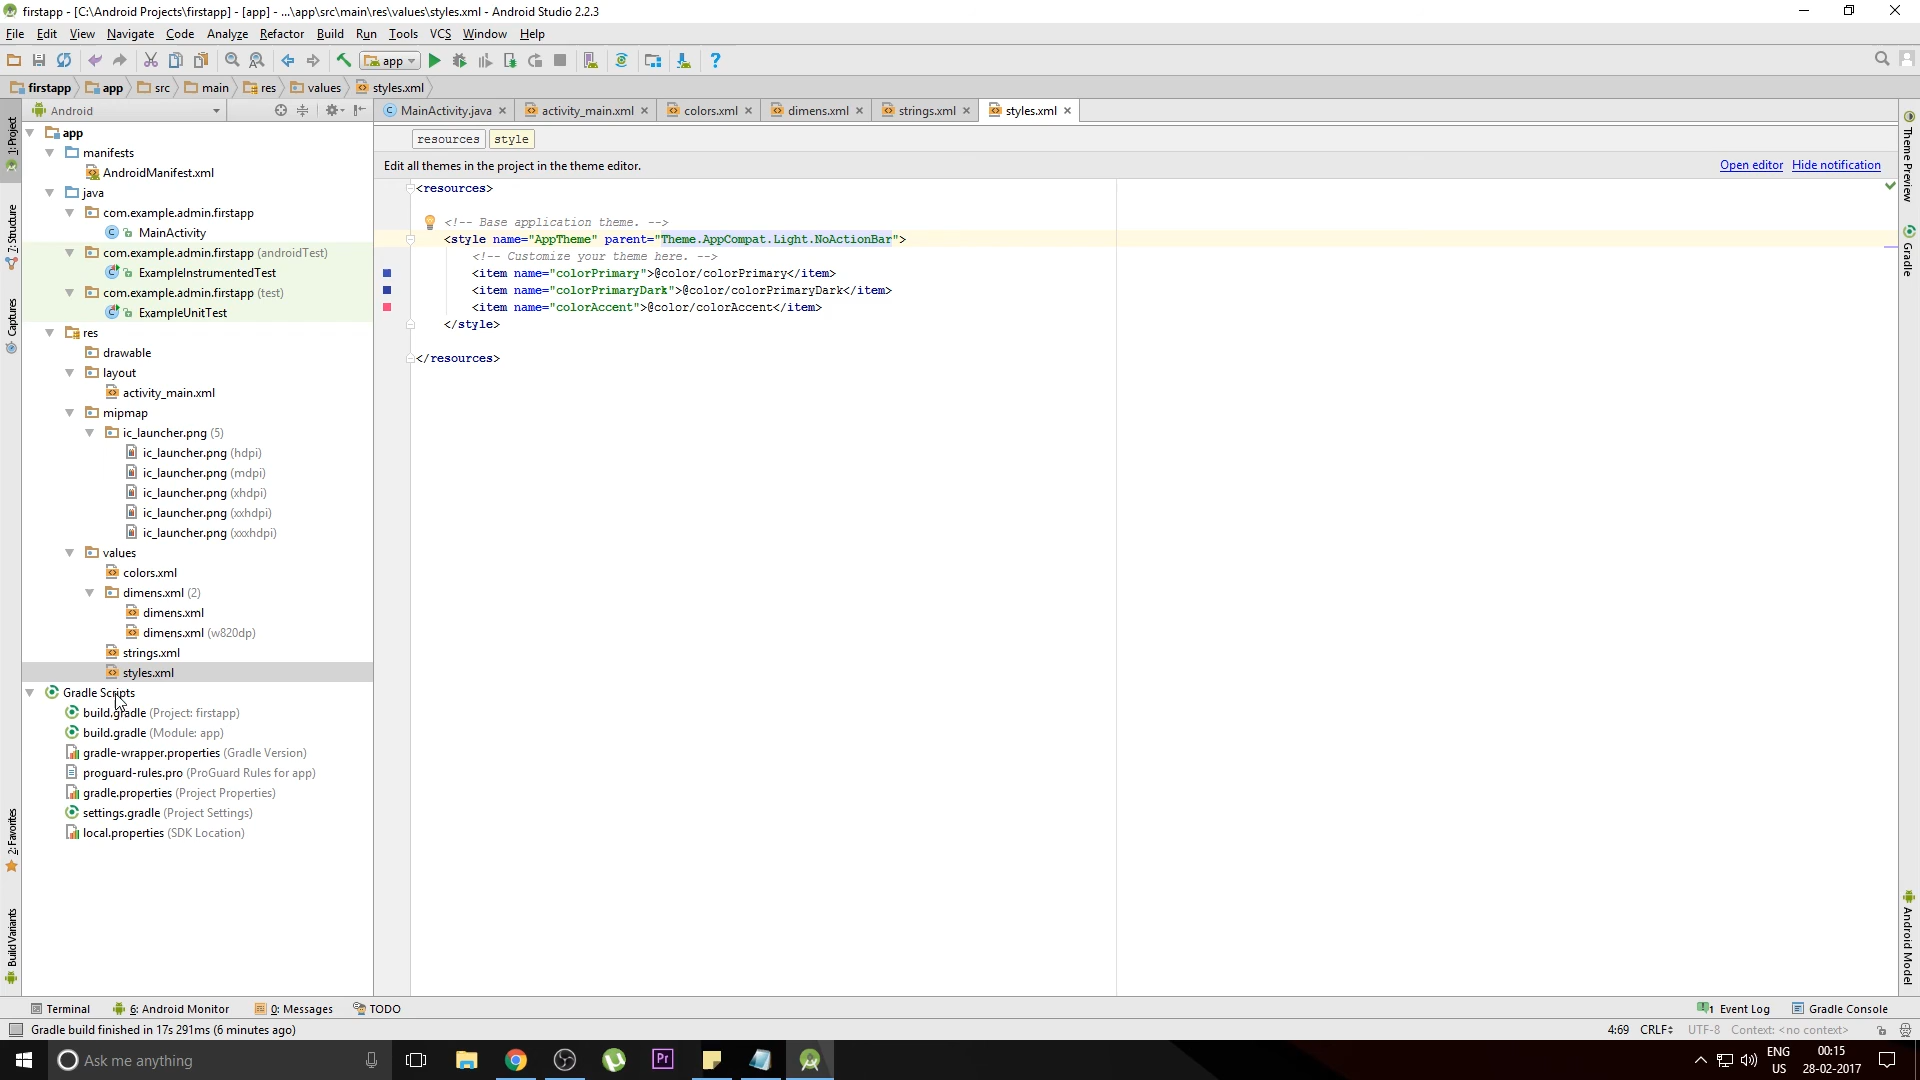 firstapp - [C:\Android Projects\firstapp] - [app] - ...\app\src\main\res\values\styles.xml - Android Studio 2.2.3
File Edit View Navigate Code Analyze Refactor Build Run Tools VCS Window Help
app
firstapp app src main res values styles.xml
Android
MainActivity.java activity_main.xml colors.xml dimens.xml strings.xml styles.xml
resources style
Edit all themes in the project in the theme editor. Open editor Hide notification
1: Project
7: Structure
Captures
2: Favorites
Build Variants
app
manifests
AndroidManifest.xml
java
com.example.admin.firstapp
MainActivity
com.example.admin.firstapp (androidTest)
ExampleInstrumentedTest
com.example.admin.firstapp (test)
ExampleUnitTest
res
drawable
layout
activity_main.xml
mipmap
ic_launcher.png (5)
ic_launcher.png (hdpi)
ic_launcher.png (mdpi)
ic_launcher.png (xhdpi)
ic_launcher.png (xxhdpi)
ic_launcher.png (xxxhdpi)
values
colors.xml
dimens.xml (2)
dimens.xml
dimens.xml (w820dp)
strings.xml
styles.xml
Gradle Scripts
build.gradle (Project: firstapp)
build.gradle (Module: app)
gradle-wrapper.properties (Gradle Version)
proguard-rules.pro (ProGuard Rules for app)
gradle.properties (Project Properties)
settings.gradle (Project Settings)
local.properties (SDK Location)
<resources>
<!-- Base application theme. -->
<style name="AppTheme" parent="Theme.AppCompat.Light.NoActionBar">
<!-- Customize your theme here. -->
<item name="colorPrimary">@color/colorPrimary</item>
<item name="colorPrimaryDark">@color/colorPrimaryDark</item>
<item name="colorAccent">@color/colorAccent</item>
</style>
</resources>
Theme Preview
Gradle
Android Model
Terminal 6: Android Monitor 0: Messages TODO 1 Event Log Gradle Console
Gradle build finished in 17s 291ms (6 minutes ago) 4:69 CRLF UTF-8 Context: <no context>
Ask me anything
Pr
ENG
US
00:15
28-02-2017